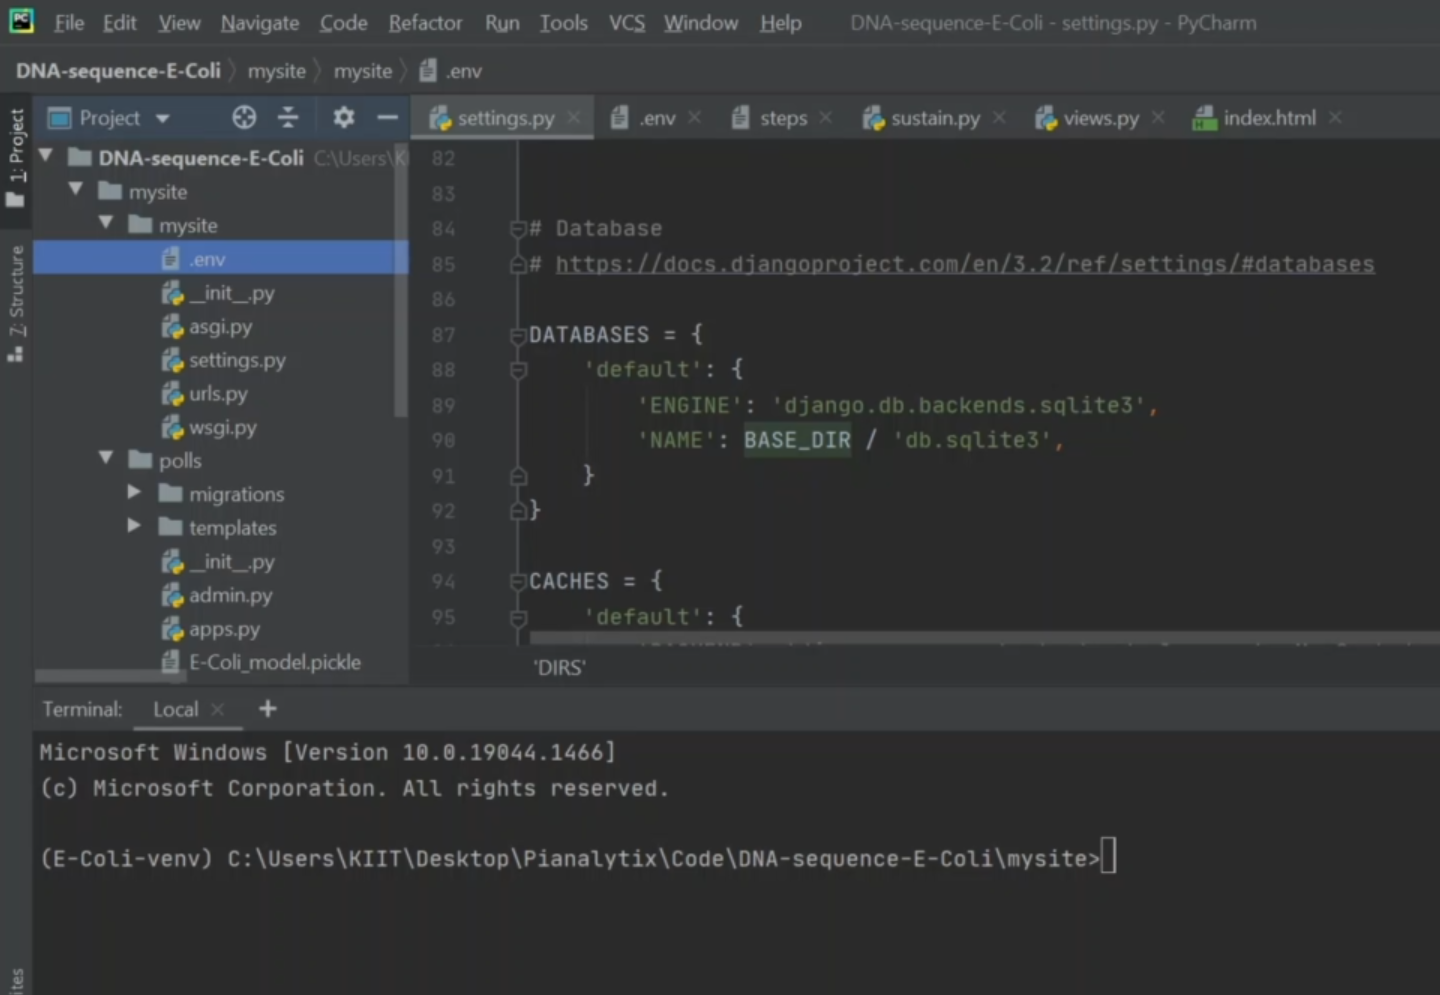 PC File Edit View Navigate Code Refactor Run Tools VCS Window Help DNA-sequence-E-Coli - settings.py - PyCharm
DNA-sequence-E-Coli mysite mysite .env
1: Project
7: Structure
Project
DNA-sequence-E-Coli C:\Users\
mysite
mysite
.env
__init__.py
asgi.py
settings.py
urls.py
wsgi.py
polls
migrations
templates
__init__.py
admin.py
apps.py
E-Coli_model.pickle
settings.py .env steps sustain.py views.py index.html
82
83
84 # Database
85 # https://docs.djangoproject.com/en/3.2/ref/settings/#databases
86
87 DATABASES = {
88 'default': {
89 'ENGINE': 'django.db.backends.sqlite3',
90 'NAME': BASE_DIR / 'db.sqlite3',
91 }
92 }
93
94 CACHES = {
95 'default': {
'DIRS'
Terminal: Local +
Microsoft Windows [Version 10.0.19044.1466]
(c) Microsoft Corporation. All rights reserved.
(E-Coli-venv) C:\Users\KIIT\Desktop\Pianalytix\Code\DNA-sequence-E-Coli\mysite>